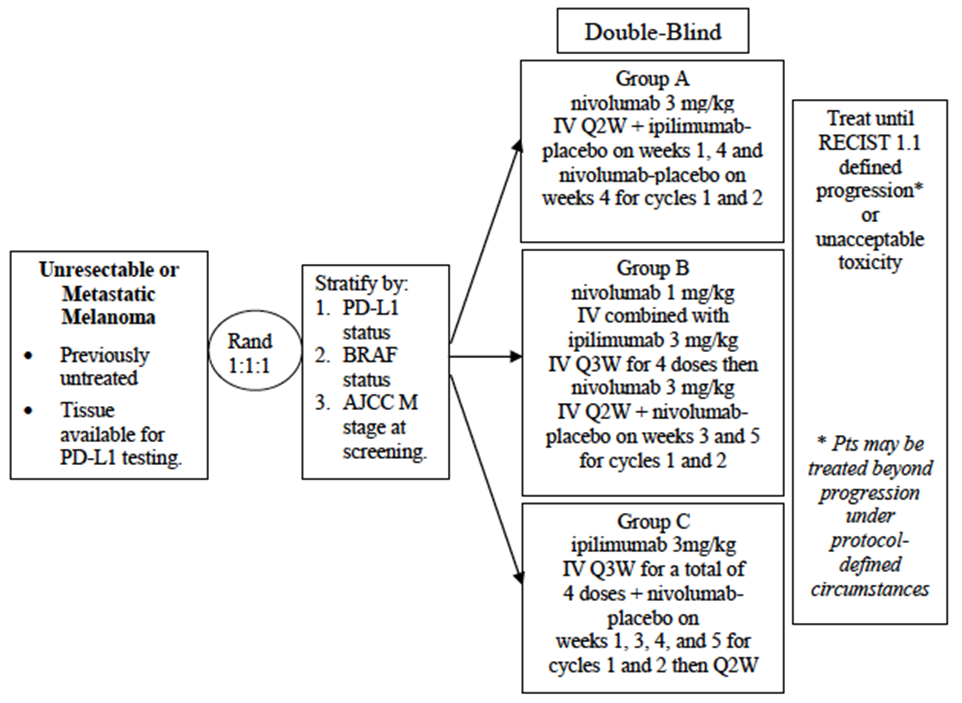 Double-Blind
Unresectable or
Metastatic
Melanoma
• Previously
untreated
• Tissue
available for
PD-L1 testing.
Rand
1:1:1
Stratify by:
1. PD-L1
status
2. BRAF
status
3. AJCC M
stage at
screening.
Group A
nivolumab 3 mg/kg
IV Q2W + ipilimumab-
placebo on weeks 1, 4 and
nivolumab-placebo on
weeks 4 for cycles 1 and 2
Group B
nivolumab 1 mg/kg
IV combined with
ipilimumab 3 mg/kg
IV Q3W for 4 doses then
nivolumab 3 mg/kg
IV Q2W + nivolumab-
placebo on weeks 3 and 5
for cycles 1 and 2
Group C
ipilimumab 3mg/kg
IV Q3W for a total of
4 doses + nivolumab-
placebo on
weeks 1, 3, 4, and 5 for
cycles 1 and 2 then Q2W
Treat until
RECIST 1.1
defined
progression*
or
unacceptable
toxicity
* Pts may be
treated beyond
progression
under
protocol-
defined
circumstances